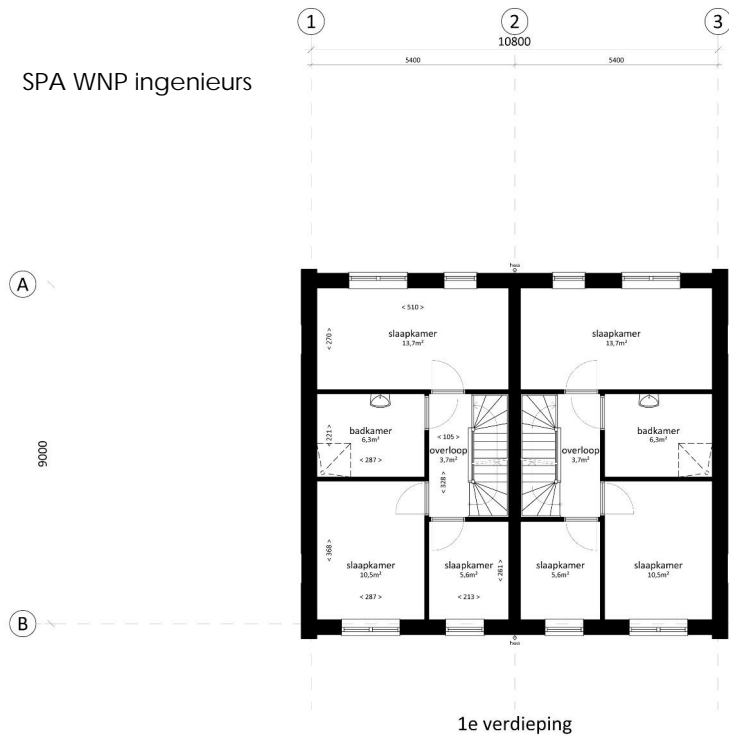 1 2 3
10800
5400 5400
SPA WNP ingenieurs
hwa
A
< 510 >
< 270 >
slaapkamer slaapkamer
13,7m² 13,7m²
< 221 >
badkamer badkamer
6,3m² 6,3m²
< 287 >
< 105 >
overloop overloop
3,7m² 3,7m²
< 328 >
9000
< 368 >
slaapkamer slaapkamer slaapkamer slaapkamer
10,5m² 5,6m² 5,6m² 10,5m²
< 261 >
< 287 > < 213 >
B
hwa
1e verdieping